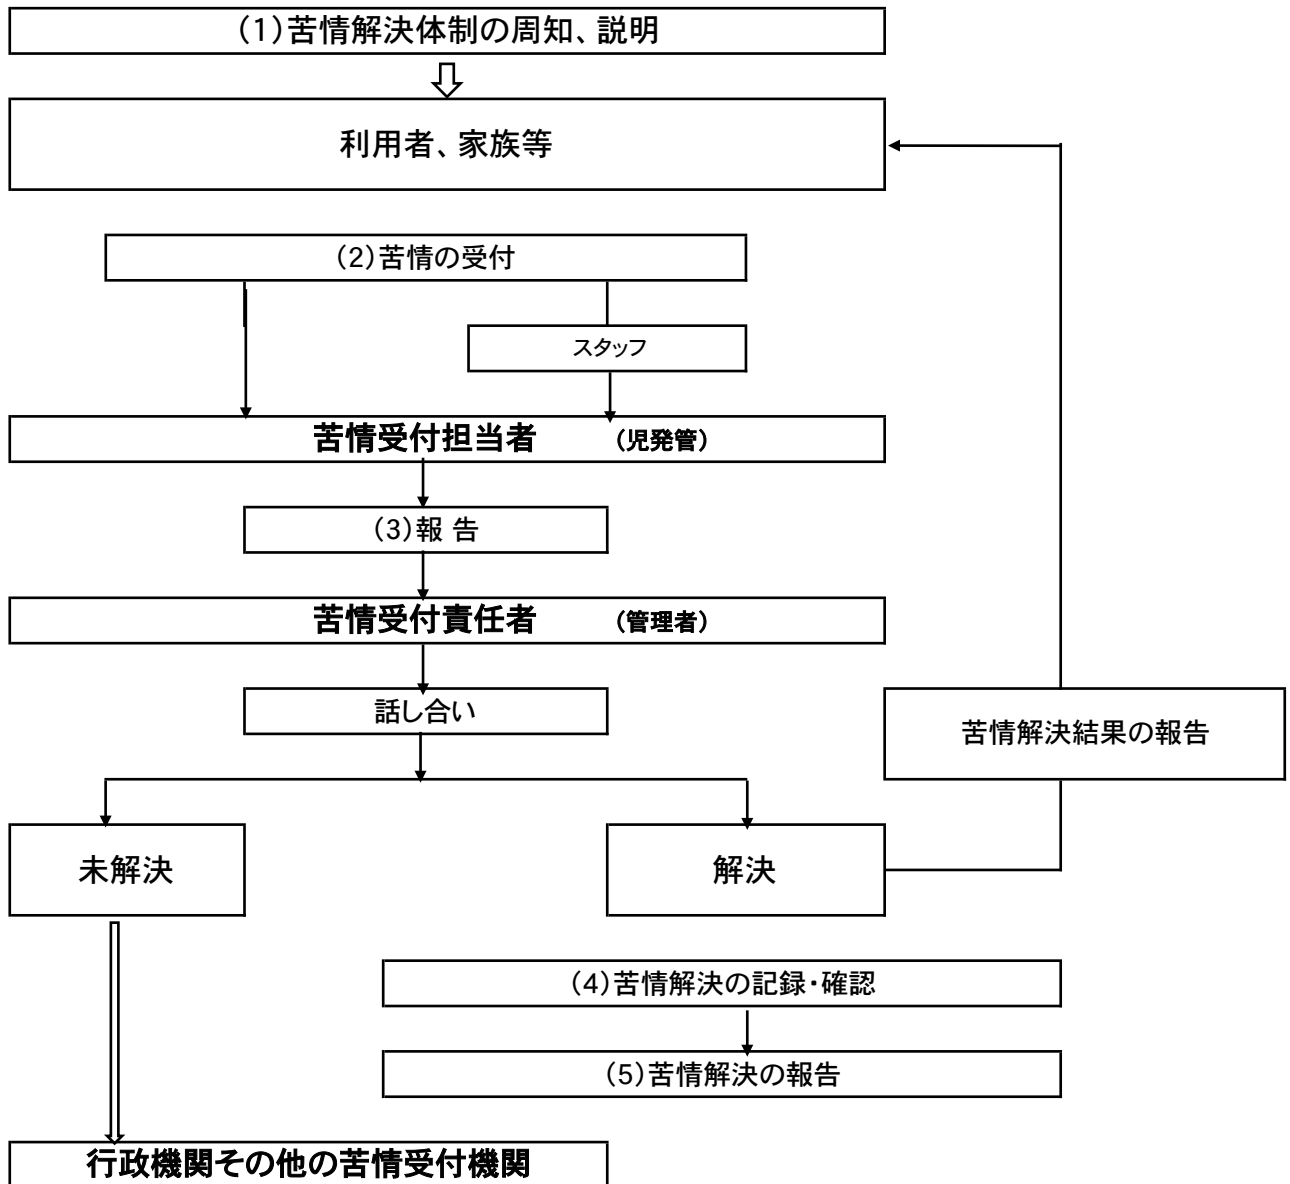 (1)苦情解決体制の周知、説明
利用者、家族等
(2)苦情の受付
スタッフ
苦情受付担当者 (児発管)
(3)報 告
苦情受付責任者 (管理者)
話し合い
苦情解決結果の報告
未解決
解決
(4)苦情解決の記録・確認
(5)苦情解決の報告
行政機関その他の苦情受付機関